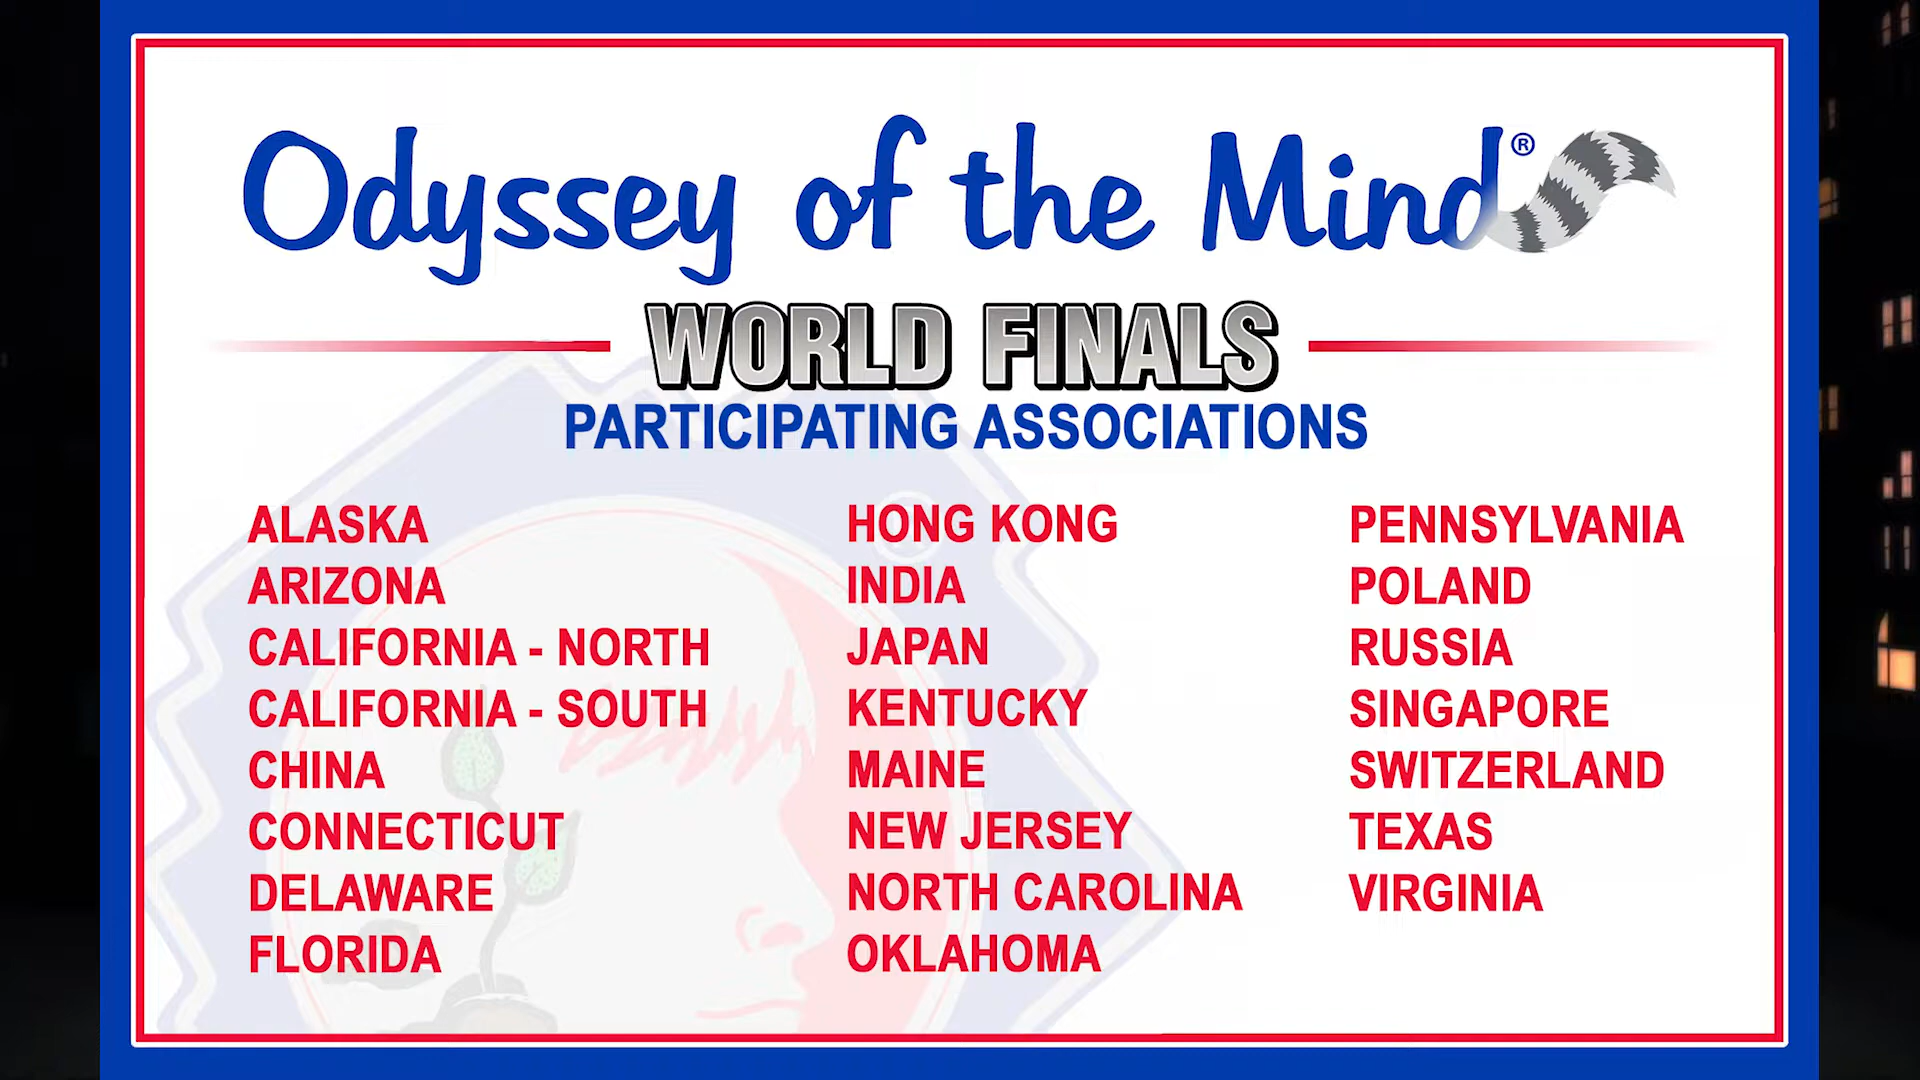 Odyssey of the Mind®
WORLD FINALS
PARTICIPATING ASSOCIATIONS
ALASKA
ARIZONA
CALIFORNIA - NORTH
CALIFORNIA - SOUTH
CHINA
CONNECTICUT
DELAWARE
FLORIDA
HONG KONG
INDIA
JAPAN
KENTUCKY
MAINE
NEW JERSEY
NORTH CAROLINA
OKLAHOMA
PENNSYLVANIA
POLAND
RUSSIA
SINGAPORE
SWITZERLAND
TEXAS
VIRGINIA